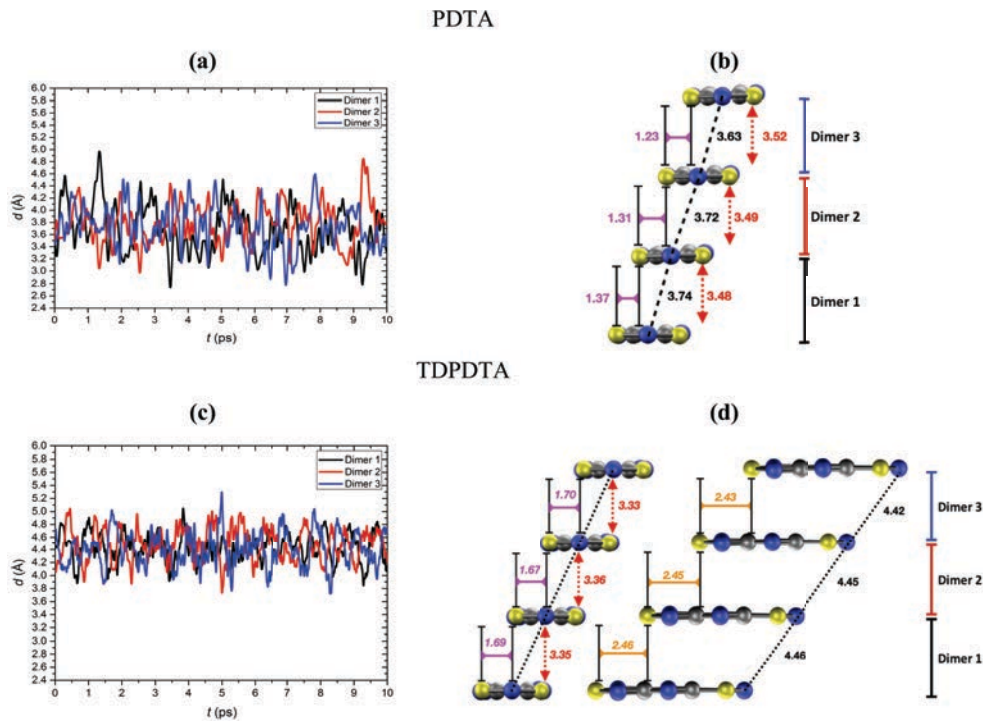 PDTA
(a)
6.0
5.8
5.6
5.4
5.2
5.0
4.8
4.6
4.4
4.2
4.0
3.8
3.6
3.4
3.2
3.0
2.8
2.6
2.4
d (Å)
Dimer 1
Dimer 2
Dimer 3
0 1 2 3 4 5 6 7 8 9 10
t (ps)
(b)
1.23 3.63 3.52 Dimer 3
1.31 3.72 3.49 Dimer 2
1.37 3.74 3.48 Dimer 1
TDPDTA
(c)
6.0
5.8
5.6
5.4
5.2
5.0
4.8
4.6
4.4
4.2
4.0
3.8
3.6
3.4
3.2
3.0
2.8
2.6
2.4
d (Å)
Dimer 1
Dimer 2
Dimer 3
0 1 2 3 4 5 6 7 8 9 10
t (ps)
(d)
1.70 3.33 2.43 4.42 Dimer 3
1.67 3.36 2.45 4.45 Dimer 2
1.69 3.35 2.46 4.46 Dimer 1